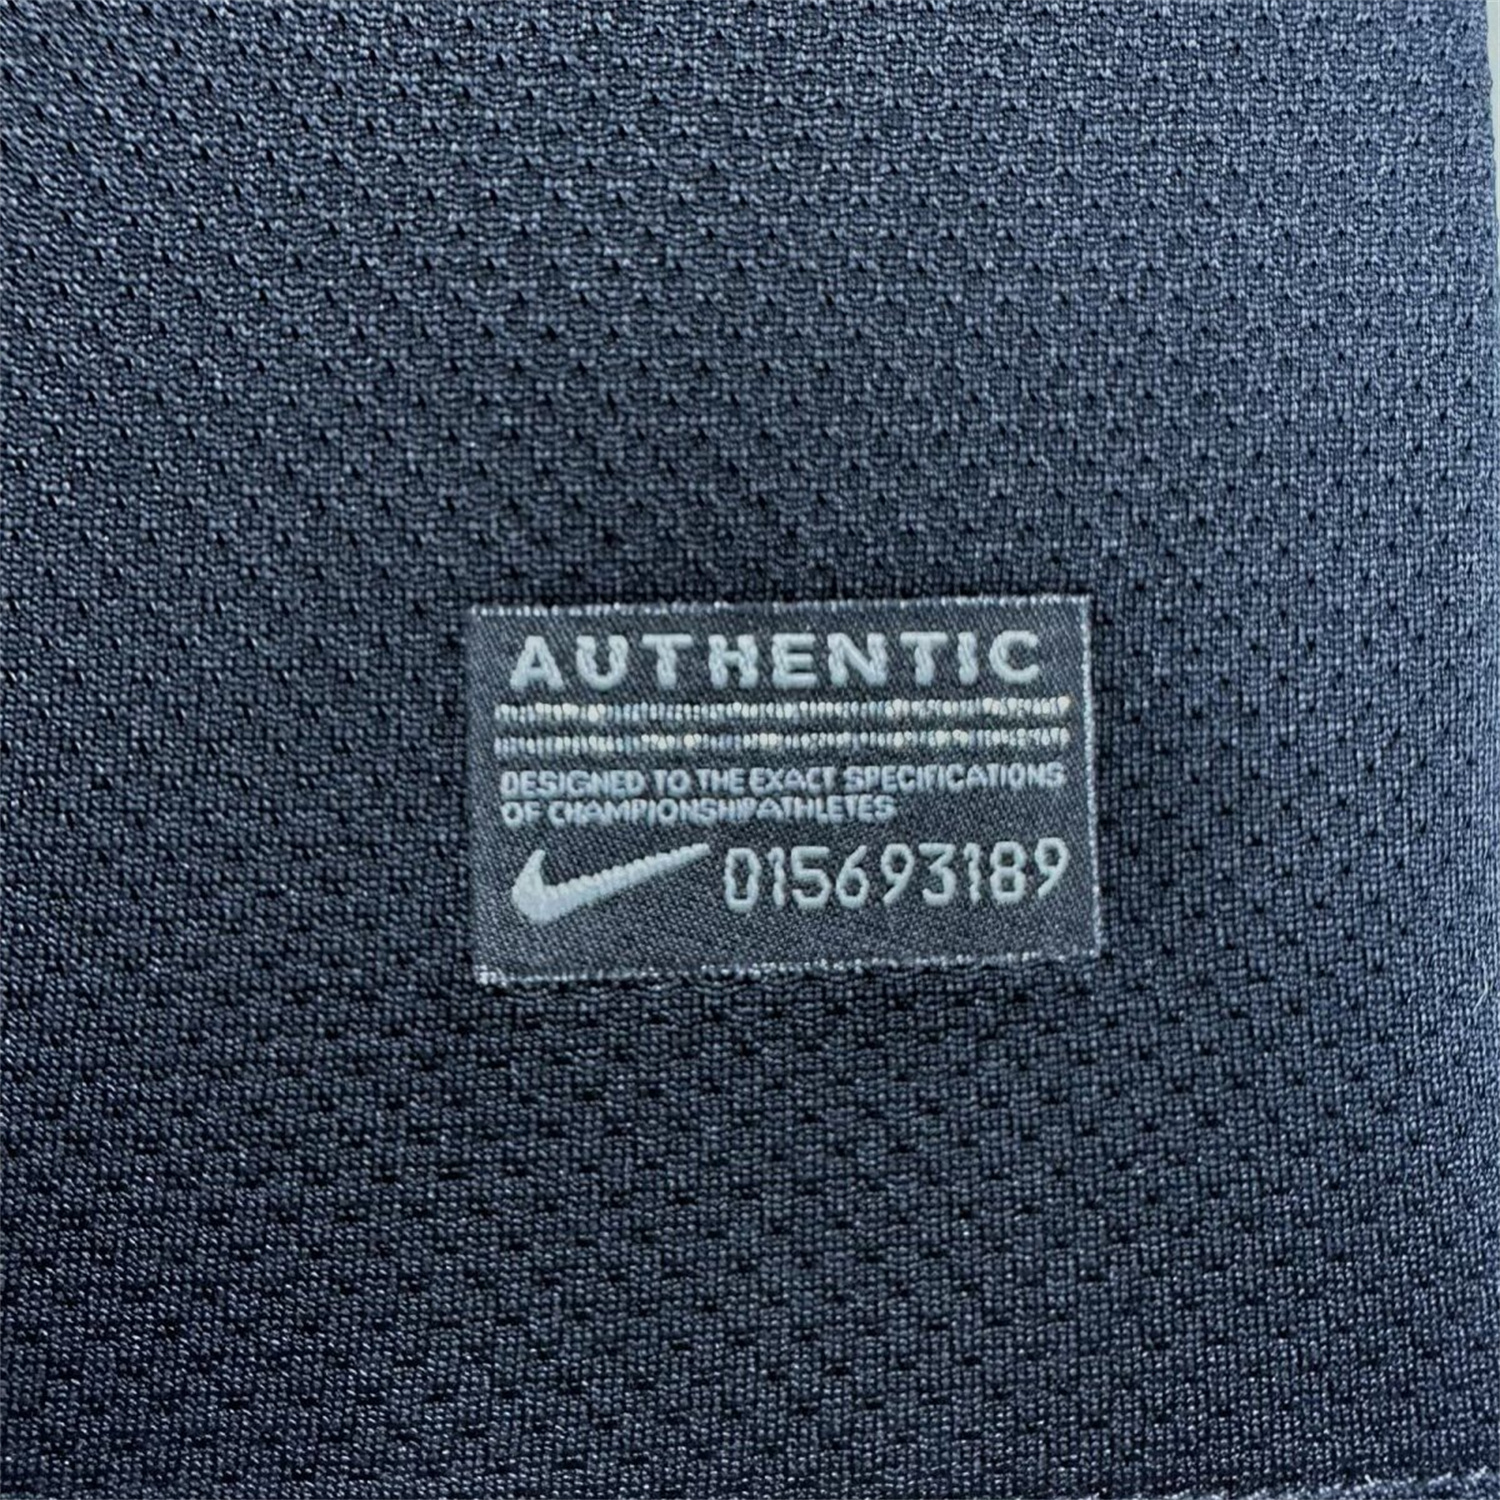 AUTHENTIC
DESIGNED TO THE EXACT SPECIFICATIONS
OF CHAMPIONSHIPATHLETES
015693189